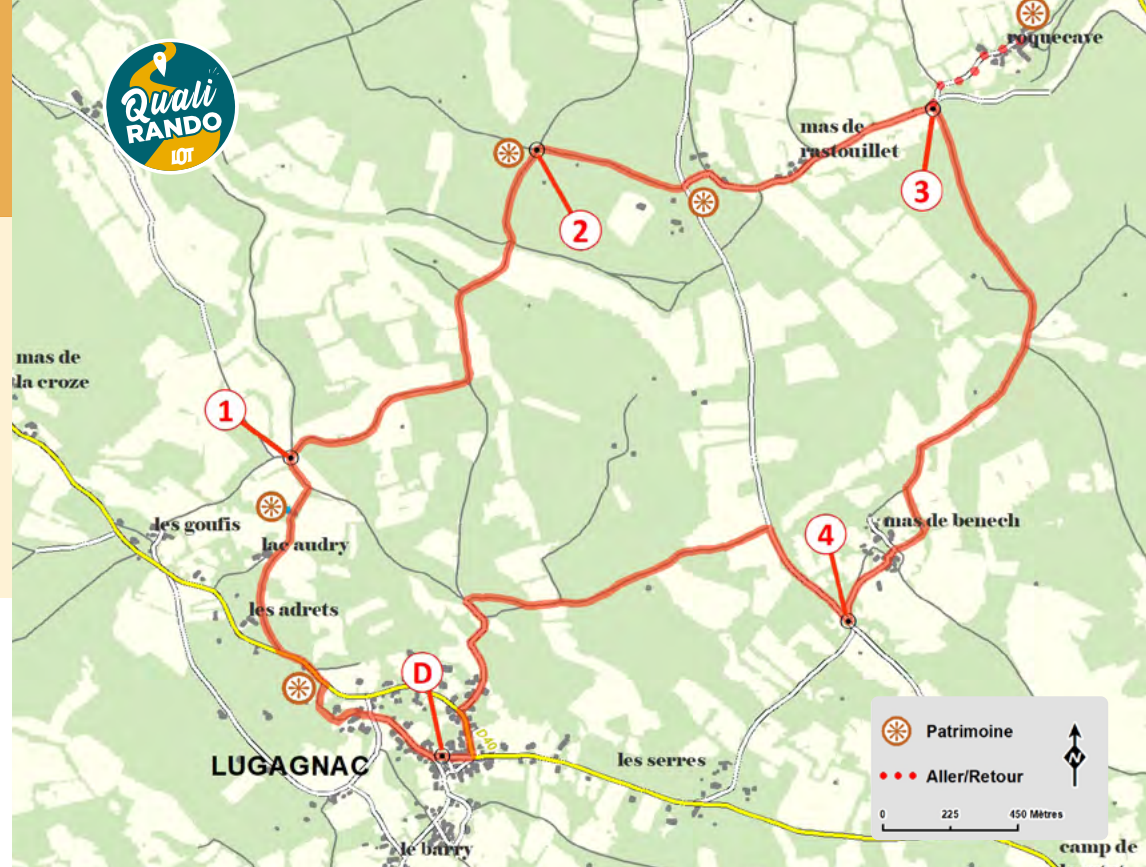 Quali
RANDO
LOT
roquecave
mas de
rastouillet
3
2
mas de
la croze
1
les goufis
lac audry
mas de benech
4
les adrets
D
D40
LUGAGNAC
les serres
le barry
Patrimoine
Aller/Retour
N
0 225 450 Mètres
camp de